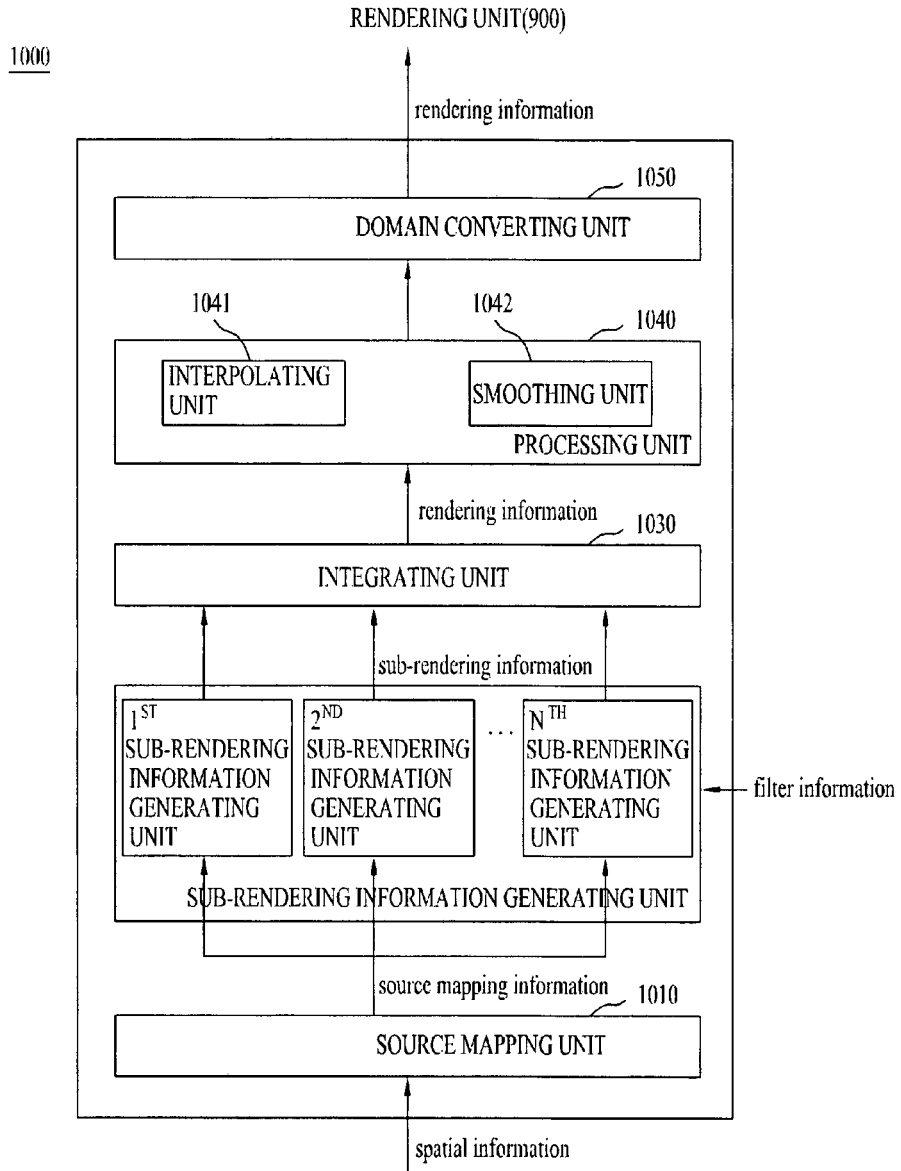 RENDERING UNIT(900)
1000
rendering information
1050
DOMAIN CONVERTING UNIT
1041
1042
1040
INTERPOLATING
UNIT
SMOOTHING UNIT
PROCESSING UNIT
rendering information
1030
INTEGRATING UNIT
sub-rendering information
1ST
SUB-RENDERING
INFORMATION
GENERATING
UNIT
2ND
SUB-RENDERING
INFORMATION
GENERATING
UNIT
...
NTH
SUB-RENDERING
INFORMATION
GENERATING
UNIT
filter information
SUB-RENDERING INFORMATION GENERATING UNIT
source mapping information
1010
SOURCE MAPPING UNIT
spatial information